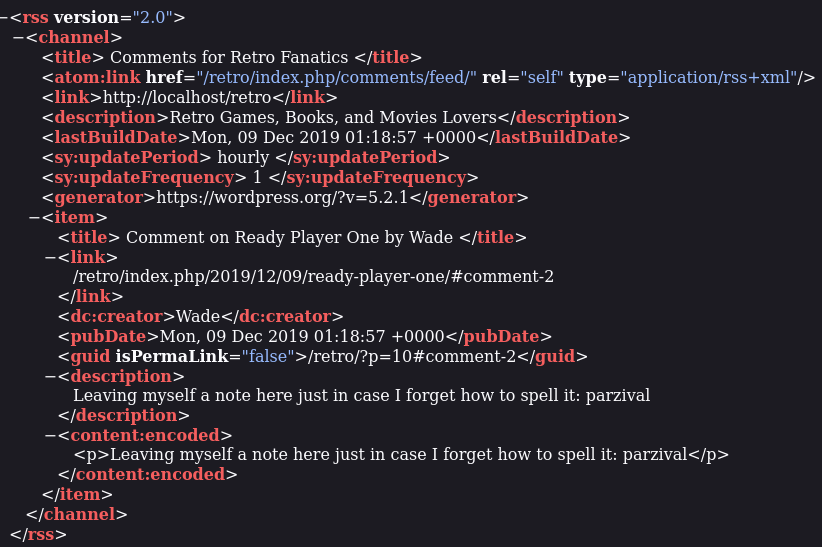 −<rss version="2.0">
−<channel>
<title> Comments for Retro Fanatics </title>
<atom:link href="/retro/index.php/comments/feed/" rel="self" type="application/rss+xml"/>
<link>http://localhost/retro</link>
<description>Retro Games, Books, and Movies Lovers</description>
<lastBuildDate>Mon, 09 Dec 2019 01:18:57 +0000</lastBuildDate>
<sy:updatePeriod> hourly </sy:updatePeriod>
<sy:updateFrequency> 1 </sy:updateFrequency>
<generator>https://wordpress.org/?v=5.2.1</generator>
−<item>
<title> Comment on Ready Player One by Wade </title>
−<link>
/retro/index.php/2019/12/09/ready-player-one/#comment-2
</link>
<dc:creator>Wade</dc:creator>
<pubDate>Mon, 09 Dec 2019 01:18:57 +0000</pubDate>
<guid isPermaLink="false">/retro/?p=10#comment-2</guid>
−<description>
Leaving myself a note here just in case I forget how to spell it: parzival
</description>
−<content:encoded>
<p>Leaving myself a note here just in case I forget how to spell it: parzival</p>
</content:encoded>
</item>
</channel>
</rss>